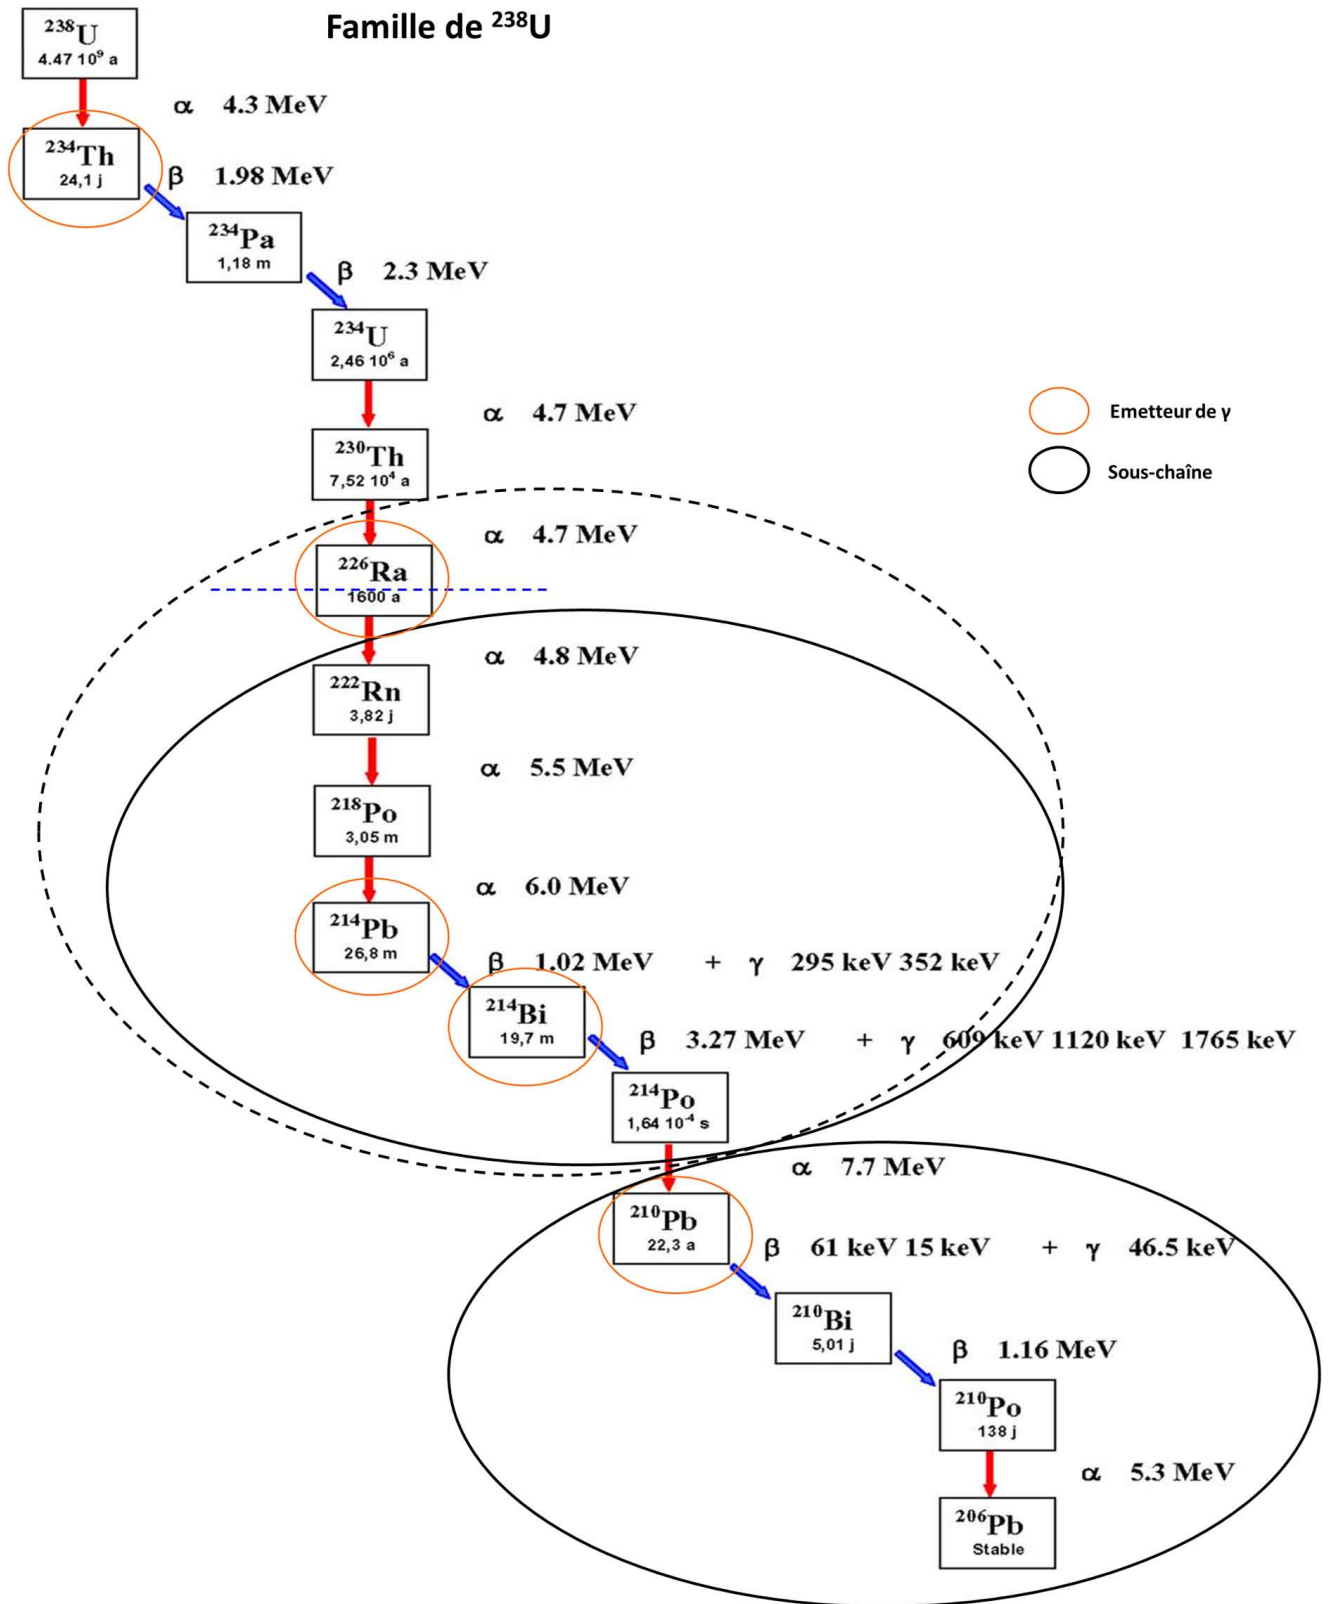 Famille de ²³⁸U
²³⁸U
4.47 10⁹ a
α 4.3 MeV
²³⁴Th
24,1 j
β 1.98 MeV
²³⁴Pa
1,18 m
β 2.3 MeV
²³⁴U
2,46 10⁶ a
α 4.7 MeV
²³⁰Th
7,52 10⁴ a
Emetteur de γ
Sous-chaîne
α 4.7 MeV
²²⁶Ra
1600 a
α 4.8 MeV
²²²Rn
3,82 j
α 5.5 MeV
²¹⁸Po
3,05 m
α 6.0 MeV
²¹⁴Pb
26,8 m
β 1.02 MeV + γ 295 keV 352 keV
²¹⁴Bi
19,7 m
β 3.27 MeV + γ 609 keV 1120 keV 1765 keV
²¹⁴Po
1,64 10⁻⁴ s
α 7.7 MeV
²¹⁰Pb
22,3 a
β 61 keV 15 keV + γ 46.5 keV
²¹⁰Bi
5,01 j
β 1.16 MeV
²¹⁰Po
138 j
α 5.3 MeV
²⁰⁶Pb
Stable